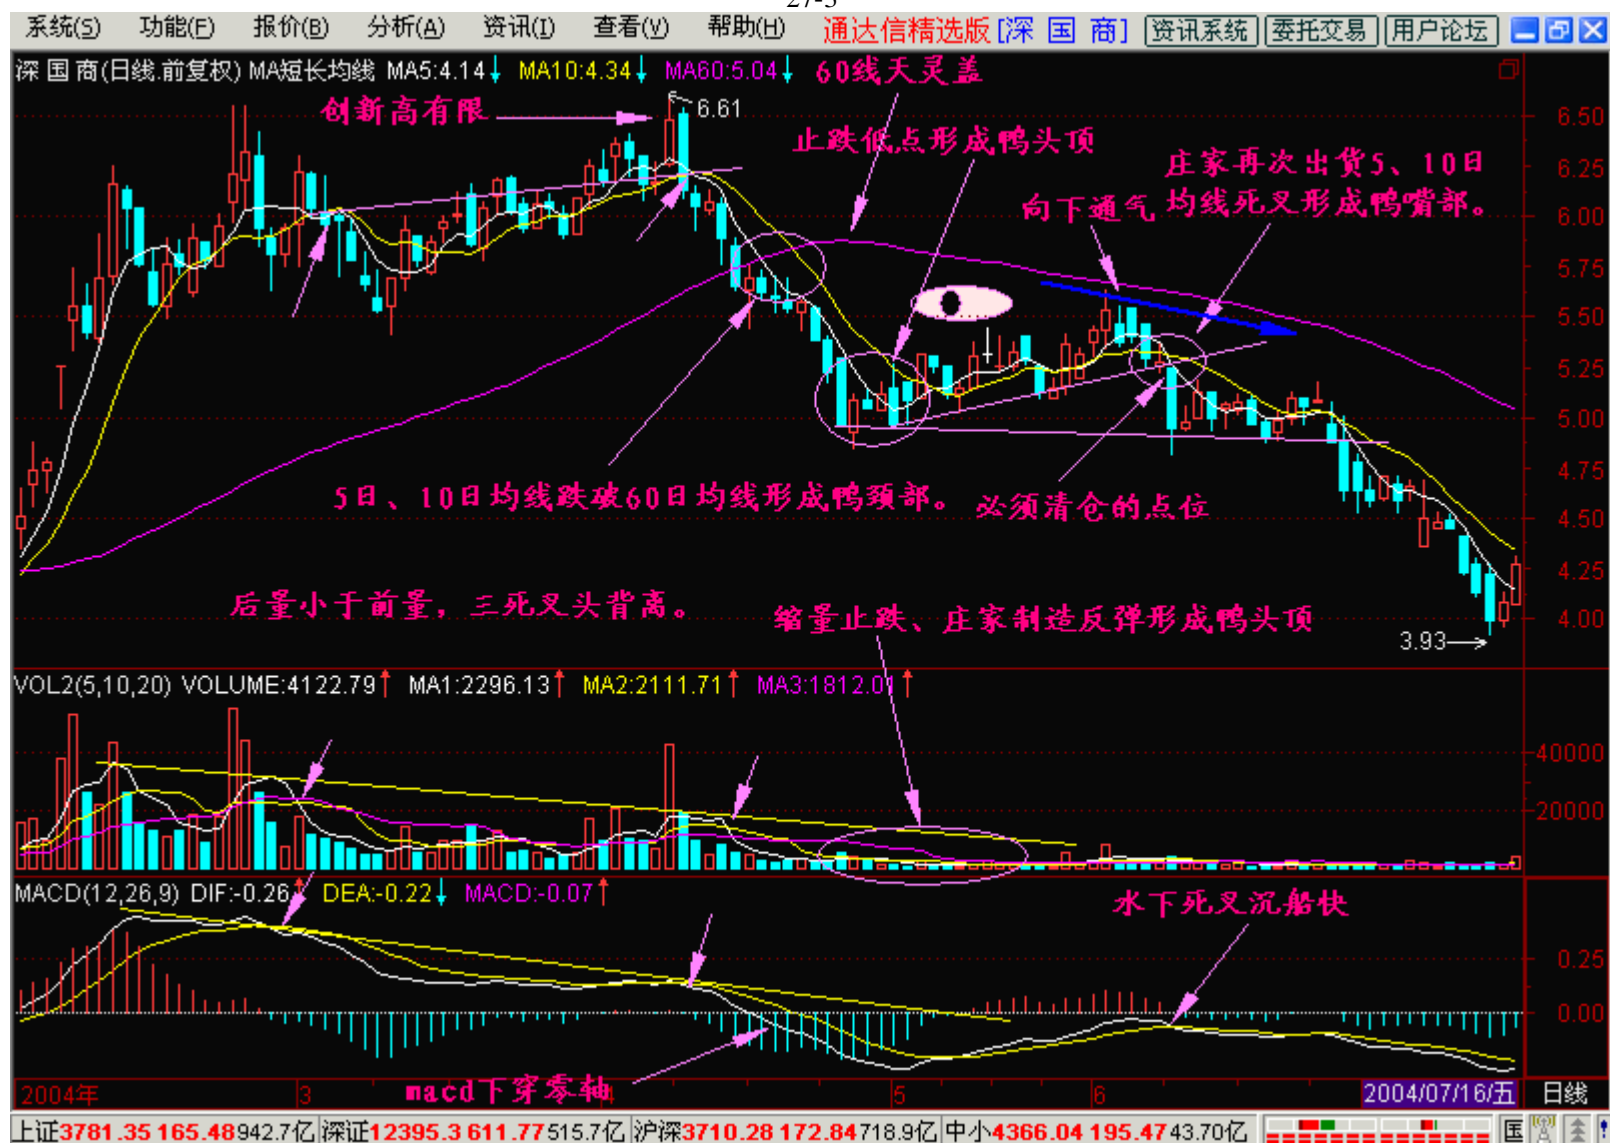 27-3
系统(S) 功能(F) 报价(B) 分析(A) 资讯(I) 查看(V) 帮助(H) 通达信精选版 [深 国 商] 资讯系统 委托交易 用户论坛
深 国 商(日线.前复权) MA短长均线 MA5:4.14↓ MA10:4.34↓ MA60:5.04↓ 60线天灵盖
创新高有限
6.61
6.50
止跌低点形成鸭头顶
庄家再次出货5、10日
均线死叉形成鸭嘴部。
向下通气
6.25
6.00
5.75
5.50
5.25
5.00
4.75
5日、10日均线跌破60日均线形成鸭颈部。
必须清仓的点位
4.50
4.25
后量小于前量，三死叉头背离。
缩量止跌、庄家制造反弹形成鸭头顶
4.00
3.93
VOL2(5,10,20) VOLUME:4122.79↑ MA1:2296.13↑ MA2:2111.71↑ MA3:1812.01↑
40000
20000
MACD(12,26,9) DIF:-0.26↑ DEA:-0.22↓ MACD:-0.07↑
水下死叉沉船快
0.25
0.00
macd下穿零轴
2004年 3 4 5 6 2004/07/16/五 日线
上证3781.35 165.48 942.7亿 深证12395.3 611.77 515.7亿 沪深3710.28 172.84 718.9亿 中小4366.04 195.47 43.70亿